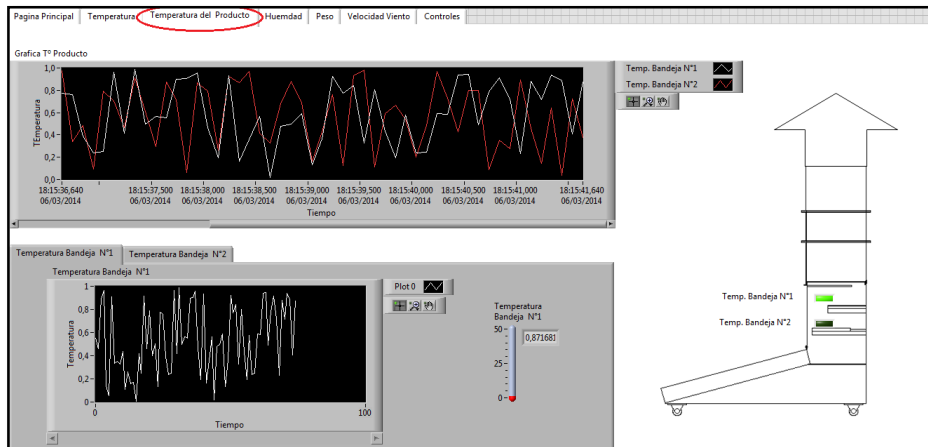 Pagina Principal Temperatura Temperatura del Producto Huemdad Peso Velocidad Viento Controles
Grafica Tº Producto
TEmperatura
1,0
0,8
0,6
0,4
0,2
0,0
18:15:36,640 18:15:37,500 18:15:38,000 18:15:38,500 18:15:39,000 18:15:39,500 18:15:40,000 18:15:40,500 18:15:41,000 18:15:41,640
06/03/2014 06/03/2014 06/03/2014 06/03/2014 06/03/2014 06/03/2014 06/03/2014 06/03/2014 06/03/2014 06/03/2014
Tiempo
Temp. Bandeja N°1
Temp. Bandeja N°2
Temperatura Bandeja N°1 Temperatura Bandeja N°2
Temperatura Bandeja N°1
Temperatura
1
0,8
0,6
0,4
0,2
0
0 100
Tiempo
Plot 0
Temperatura
Bandeja N°1
50
25
0
0,871681
Temp. Bandeja N°1
Temp. Bandeja N°2